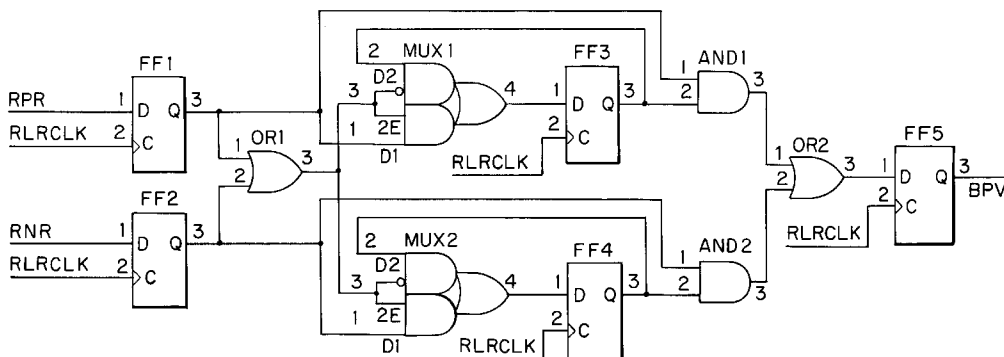 MUX1
FF3
AND1
FF1
2
D2
3
4
1
D
Q
3
1
2
3
RPR
1
D
Q
3
RLRCLK
2
C
OR1
1
2
3
1
2E
D1
RLRCLK
2
C
OR2
1
2
3
FF5
1
D
Q
3
BPV
2
C
RLRCLK
FF2
RNR
1
D
Q
3
RLRCLK
2
C
MUX2
2
D2
3
4
1
2E
D1
FF4
1
D
Q
3
RLRCLK
2
C
AND2
1
2
3